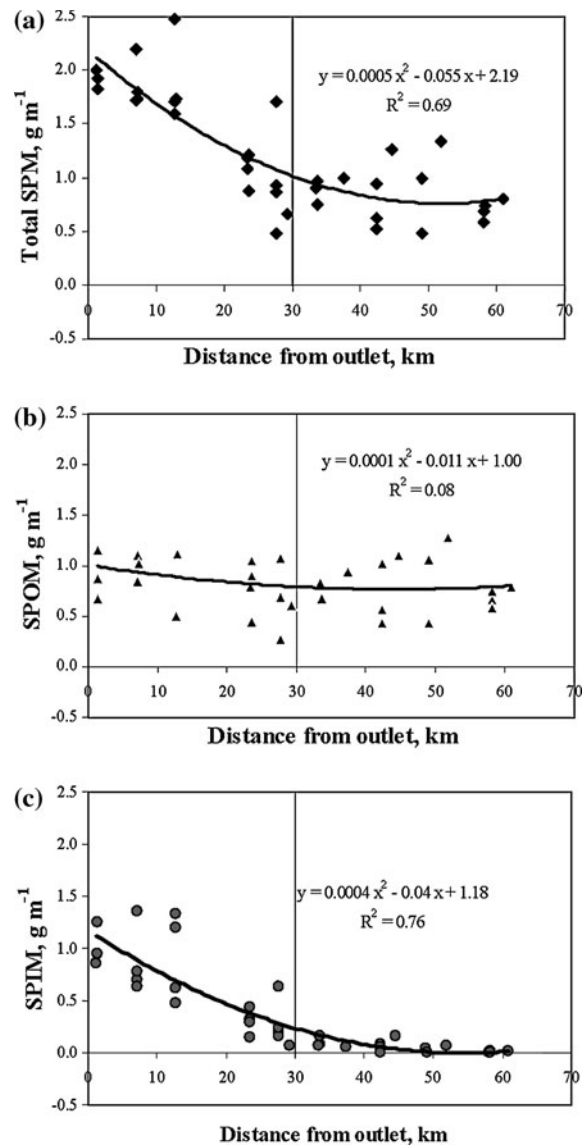 (a)
2.5
2.0
1.5
1.0
0.5
0.0
-0.5
Total SPM, g m⁻¹
y = 0.0005 x² - 0.055 x + 2.19
R² = 0.69
0 10 20 30 40 50 60 70
Distance from outlet, km
(b)
2.5
2.0
1.5
1.0
0.5
0.0
-0.5
SPOM, g m⁻¹
y = 0.0001 x² - 0.011 x + 1.00
R² = 0.08
0 10 20 30 40 50 60 70
Distance from outlet, km
(c)
2.5
2.0
1.5
1.0
0.5
0.0
-0.5
SPIM, g m⁻¹
y = 0.0004 x² - 0.04 x + 1.18
R² = 0.76
0 10 20 30 40 50 60 70
Distance from outlet, km